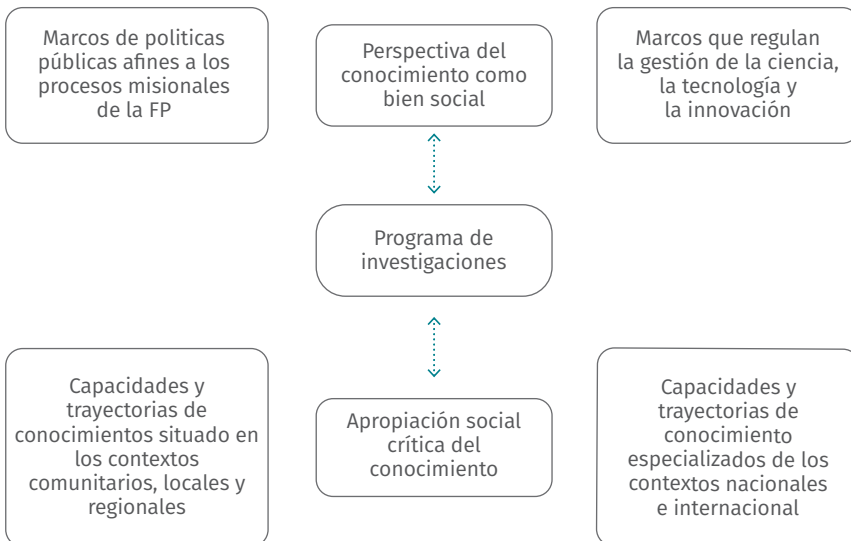 Marcos de politicas
públicas afines a los
procesos misionales
de la FP
Perspectiva del
conocimiento como
bien social
Marcos que regulan
la gestión de la ciencia,
la tecnología y
la innovación
Programa de
investigaciones
Capacidades y
trayectorias de
conocimientos situado en
los contextos
comunitarios, locales y
regionales
Apropiación social
crítica del
conocimiento
Capacidades y
trayectorias de
conocimiento
especializados de los
contextos nacionales
e internacional